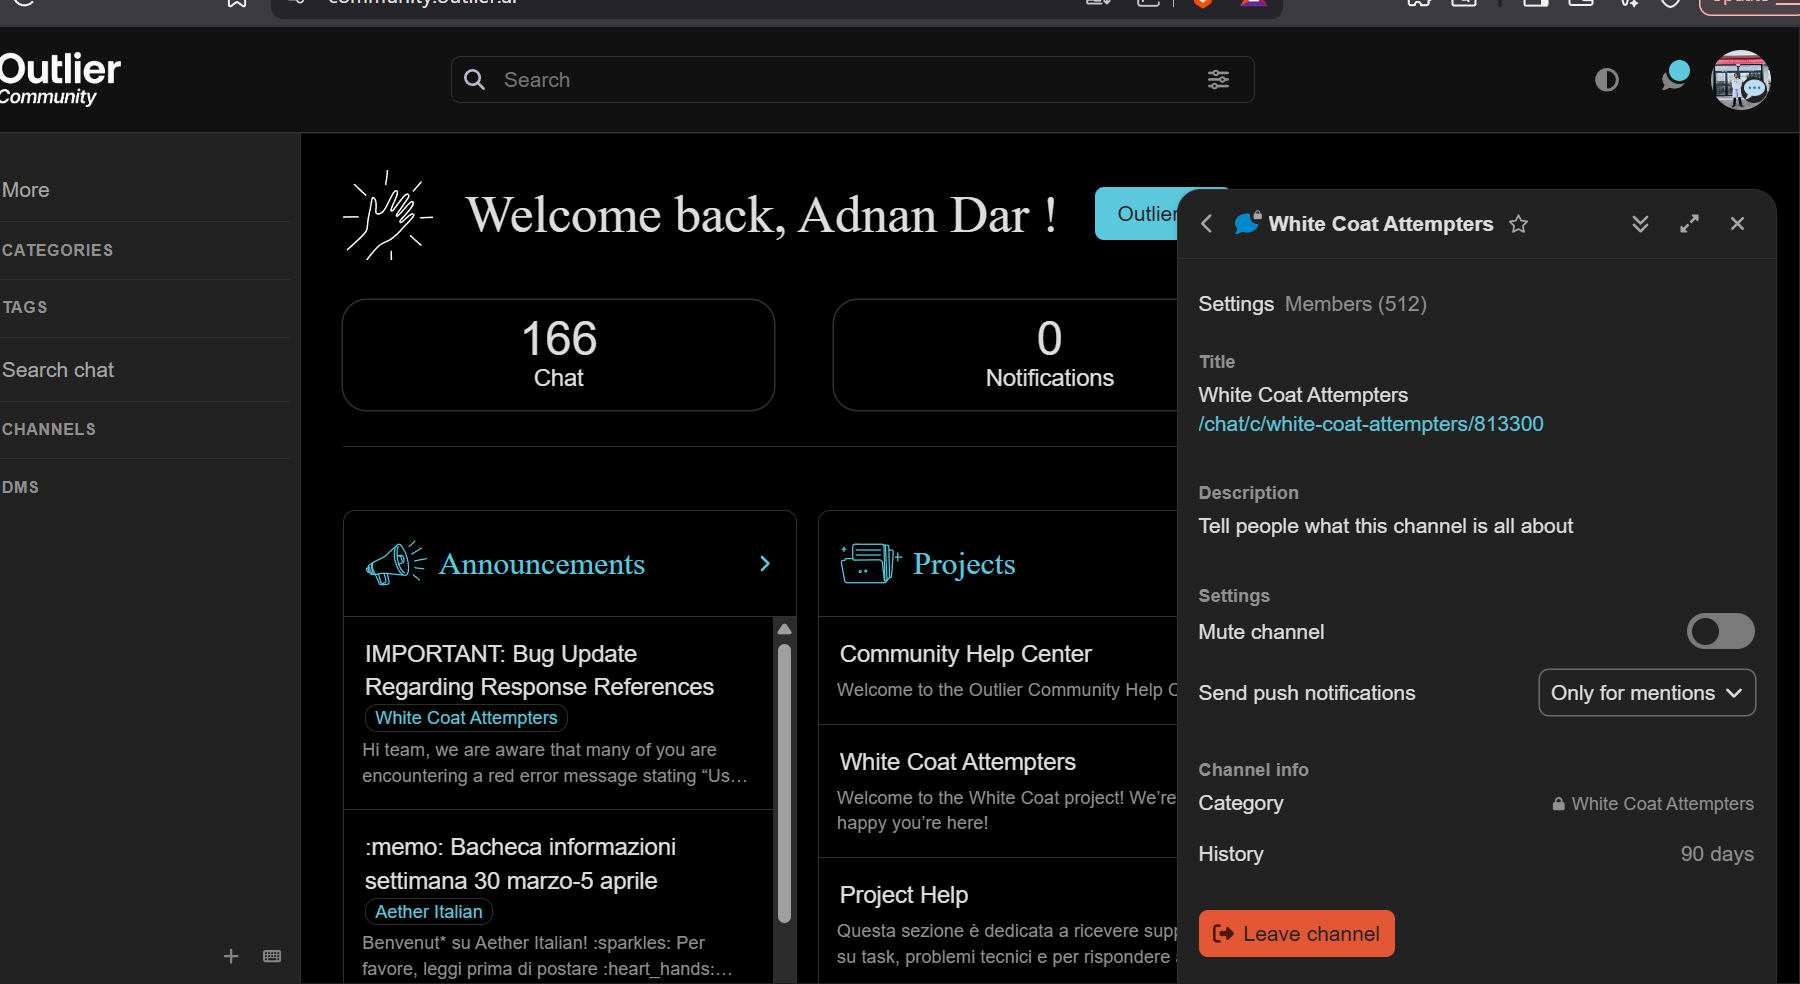 Outlier
Community
Search
More
CATEGORIES
TAGS
Search chat
CHANNELS
DMS
Welcome back, Adnan Dar !
Outlier
166
Chat
0
Notifications
Announcements
IMPORTANT: Bug Update
Regarding Response References
White Coat Attempters
Hi team, we are aware that many of you are
encountering a red error message stating “Us…
:memo: Bacheca informazioni
settimana 30 marzo-5 aprile
Aether Italian
Benvenut* su Aether Italian! :sparkles: Per
favore, leggi prima di postare :heart_hands:…
Projects
Community Help Center
Welcome to the Outlier Community Help C
White Coat Attempters
Welcome to the White Coat project! We’re
happy you’re here!
Project Help
Questa sezione è dedicata a ricevere supp
su task, problemi tecnici e per rispondere
White Coat Attempters
Settings Members (512)
Title
White Coat Attempters
/chat/c/white-coat-attempters/813300
Description
Tell people what this channel is all about
Settings
Mute channel
Send push notifications
Only for mentions
Channel info
Category
White Coat Attempters
History
90 days
Leave channel